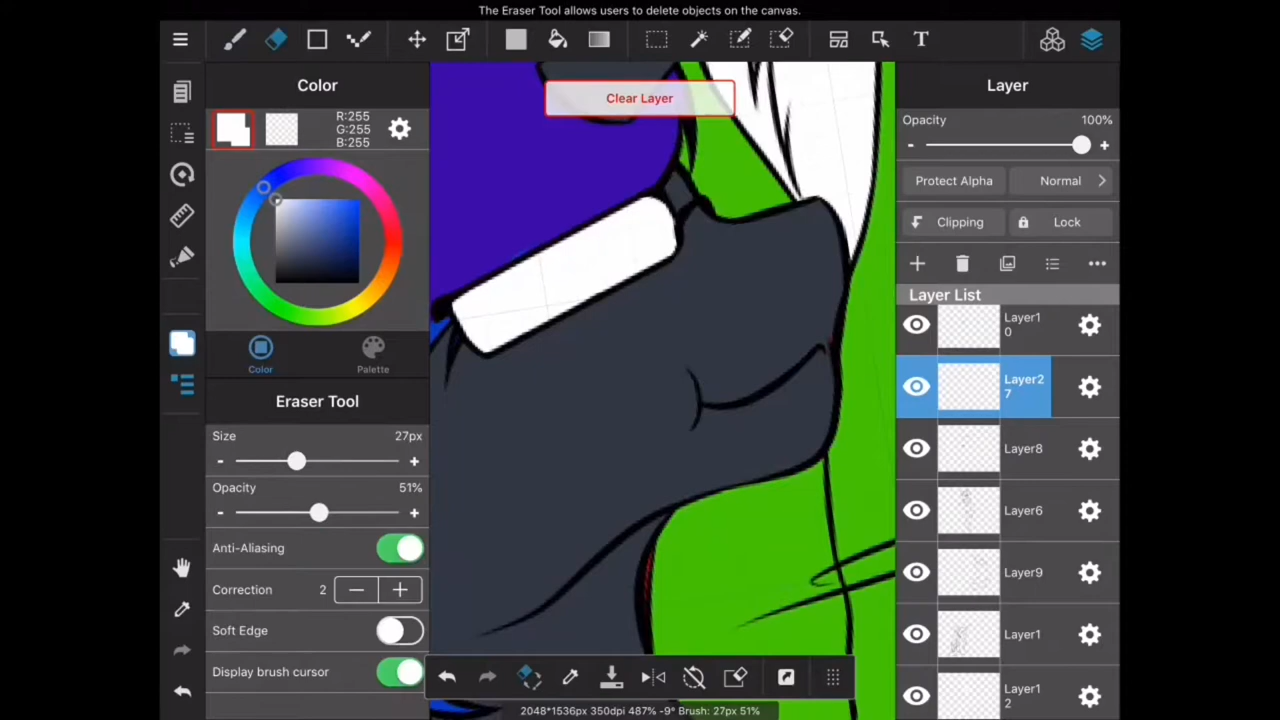 The Eraser Tool allows users to delete objects on the canvas.
T
Color
Clear Layer
Layer
R:255
G:255
B:255
Opacity 100%
- +
Protect Alpha Normal
Clipping Lock
Layer List
Layer1
0
Color Palette
Layer2
7
Eraser Tool
Size 27px
- +
Layer8
Opacity 51%
- +
Layer6
Anti-Aliasing
Layer9
Correction 2
Soft Edge
Layer1
Display brush cursor
Layer1
2
2048*1536px 350dpi 487% -9° Brush: 27px 51%